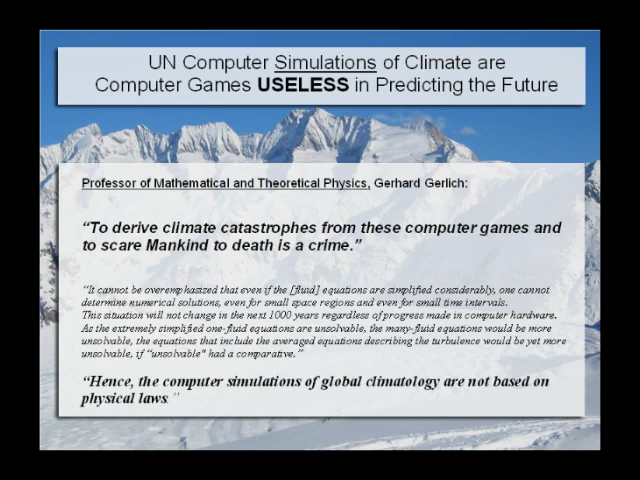 UN Computer Simulations of Climate are
Computer Games USELESS in Predicting the Future
Professor of Mathematical and Theoretical Physics, Gerhard Gerlich:
“To derive climate catastrophes from these computer games and
to scare Mankind to death is a crime.”
“It cannot be overemphasized that even if the [fluid] equations are simplified considerably, one cannot
determine numerical solutions, even for small space regions and even for small time intervals.
This situation will not change in the next 1000 years regardless of progress made in computer hardware.
As the extremely simplified one-fluid equations are unsolvable, the many-fluid equations would be more
unsolvable, the equations that include the averaged equations describing the turbulence would be yet more
unsolvable, if “unsolvable" had a comparative.”
“Hence, the computer simulations of global climatology are not based on
physical laws.”